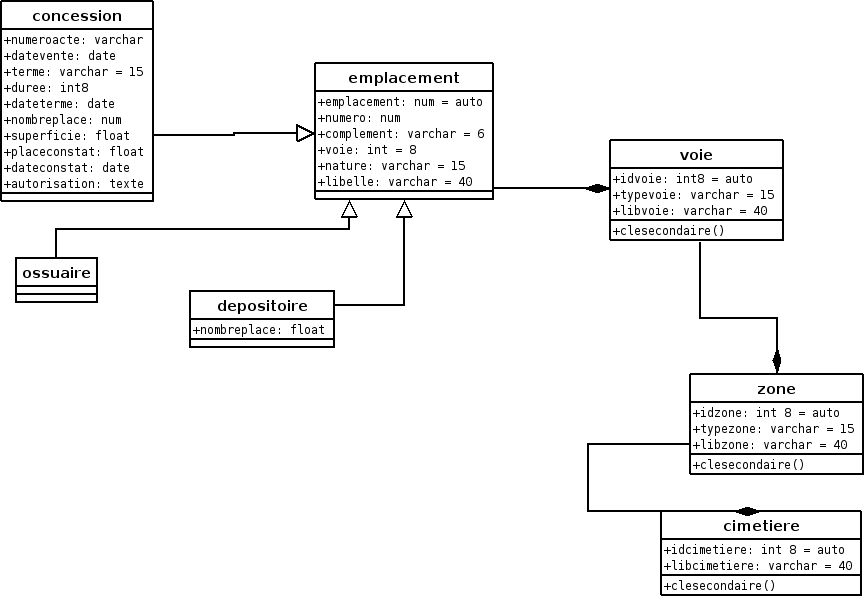 concession
+numeroacte: varchar
+datevente: date
+terme: varchar = 15
+duree: int8
+dateterme: date
+nombreplace: num
+superficie: float
+placeconstat: float
+dateconstat: date
+autorisation: texte
emplacement
+emplacement: num = auto
+numero: num
+complement: varchar = 6
+voie: int = 8
+nature: varchar = 15
+libelle: varchar = 40
voie
+idvoie: int8 = auto
+typevoie: varchar = 15
+libvoie: varchar = 40
+clesecondaire()
ossuaire
depositoire
+nombreplace: float
zone
+idzone: int 8 = auto
+typezone: varchar = 15
+libzone: varchar = 40
+clesecondaire()
cimetiere
+idcimetiere: int 8 = auto
+libcimetiere: varchar = 40
+clesecondaire()